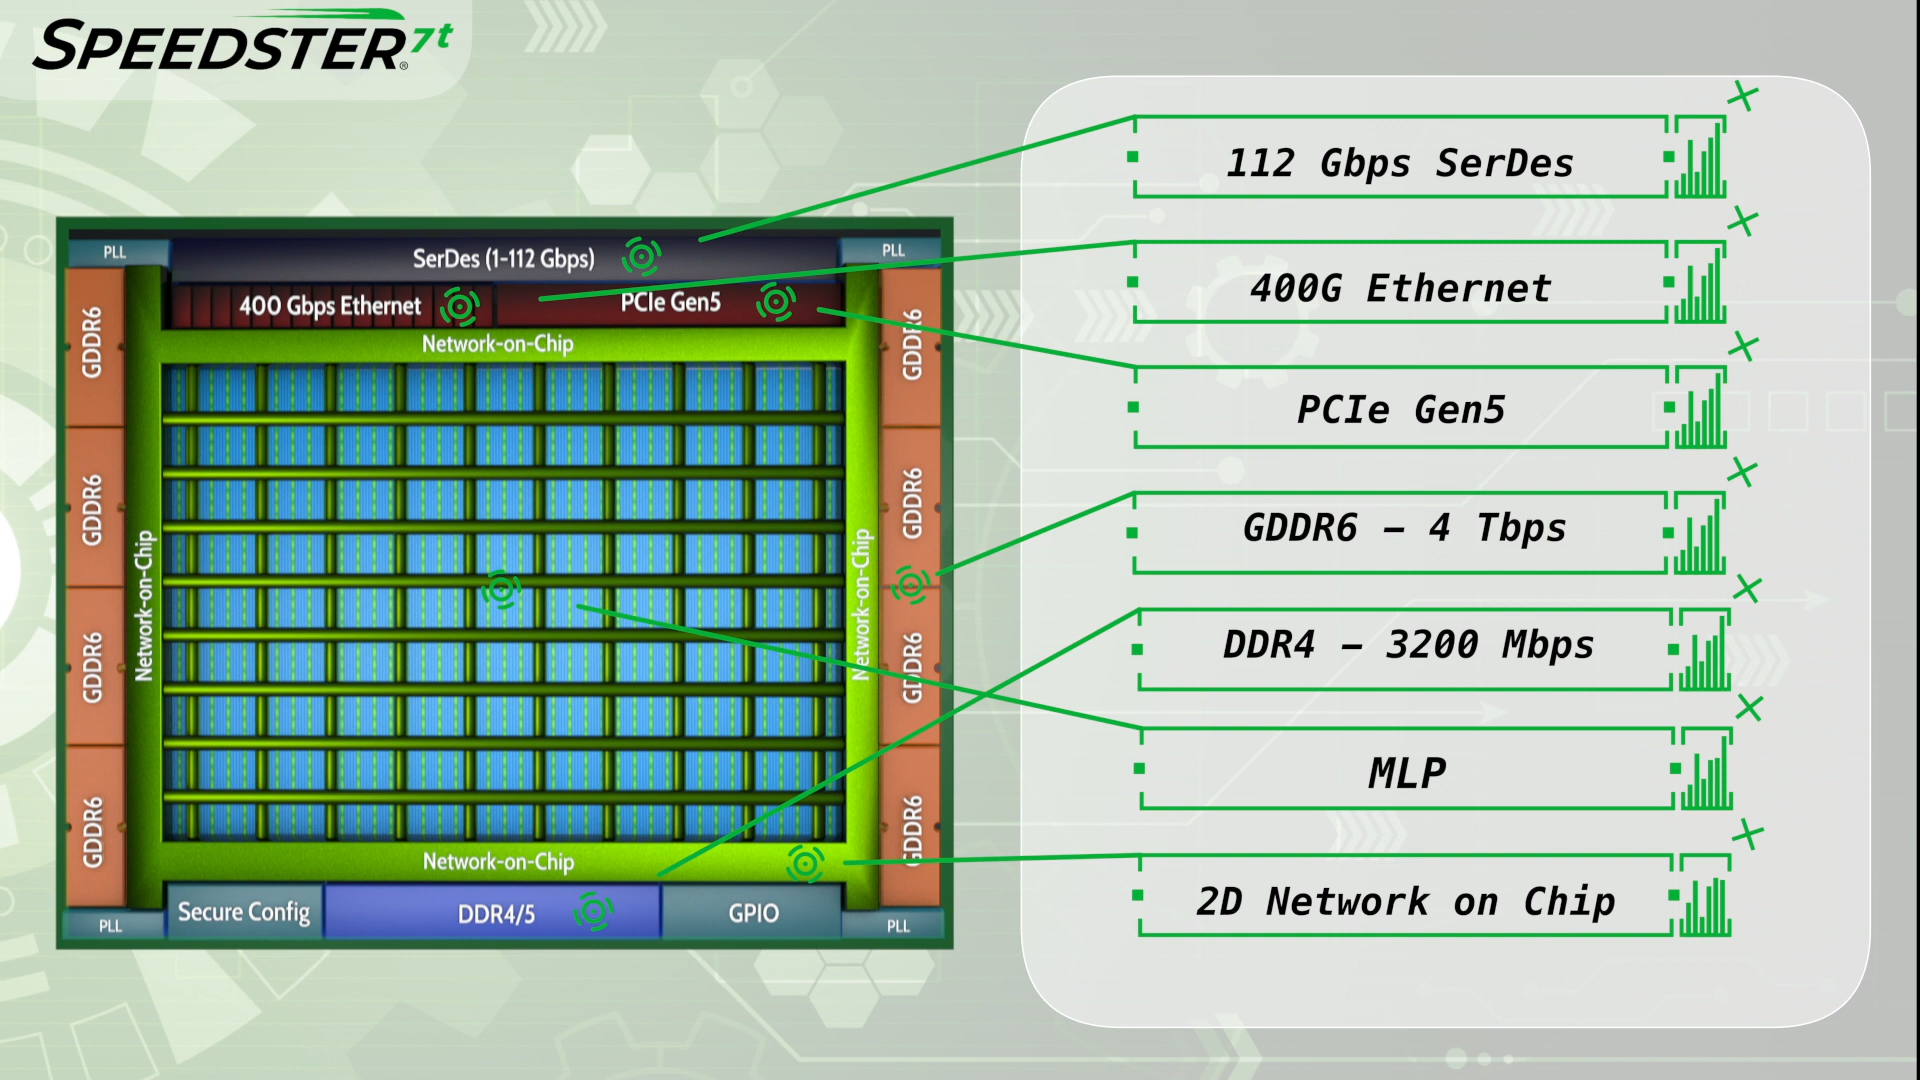 SPEEDSTER® 7t
PLL
SerDes (1-112 Gbps)
PLL
400 Gbps Ethernet
PCIe Gen5
Network-on-Chip
GDDR6
GDDR6
GDDR6
GDDR6
Network-on-Chip
Network-on-Chip
GDDR6
GDDR6
GDDR6
GDDR6
Network-on-Chip
PLL
Secure Config
DDR4/5
GPIO
PLL
112 Gbps SerDes
400G Ethernet
PCIe Gen5
GDDR6 – 4 Tbps
DDR4 – 3200 Mbps
MLP
2D Network on Chip